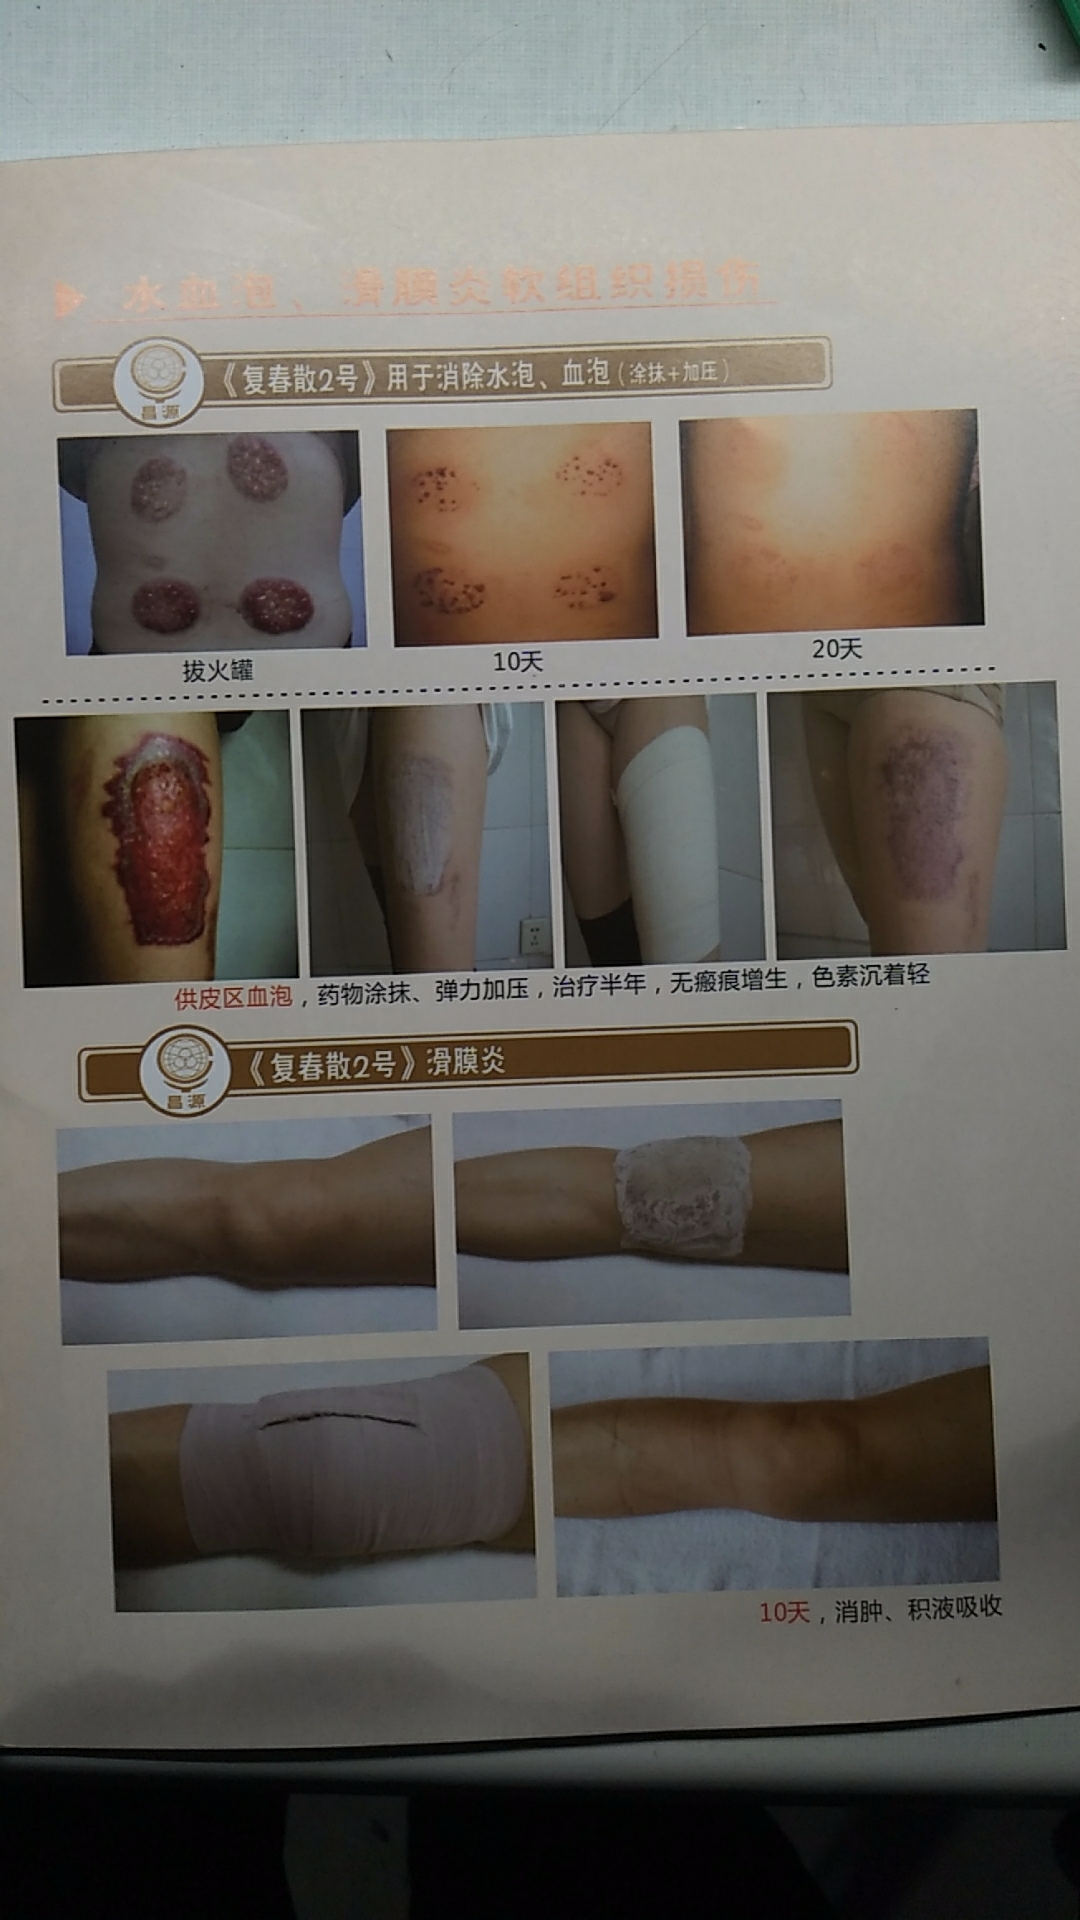 水血泡、滑膜炎软组织损伤
《复春散2号》用于消除水泡、血泡（涂抹+加压）
昌源
拔火罐
10天
20天
供皮区血泡，药物涂抹、弹力加压，治疗半年，无瘢痕增生，色素沉着轻
《复春散2号》滑膜炎
昌源
10天，消肿、积液吸收